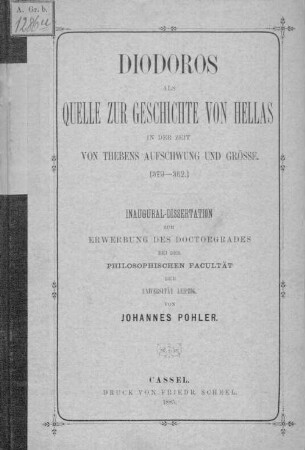 A. Gr. b.
DIODOROS
ALS
QUELLE ZUR GESCHICHTE VON HELLAS
IN DER ZEIT
VON THEBENS AUFSCHWUNG UND GRÖSSE.
(379—362.)
INAUGURAL-DISSERTATION
ZUR
ERWERBUNG DES DOCTORGRADES
BEI DER
PHILOSOPHISCHEN FACULTÄT
DER
UNIVERSITÄT LEIPZIG
VON
JOHANNES POHLER.
CASSEL.
DRUCK VON FRIEDR. SCHEEL.
1885.